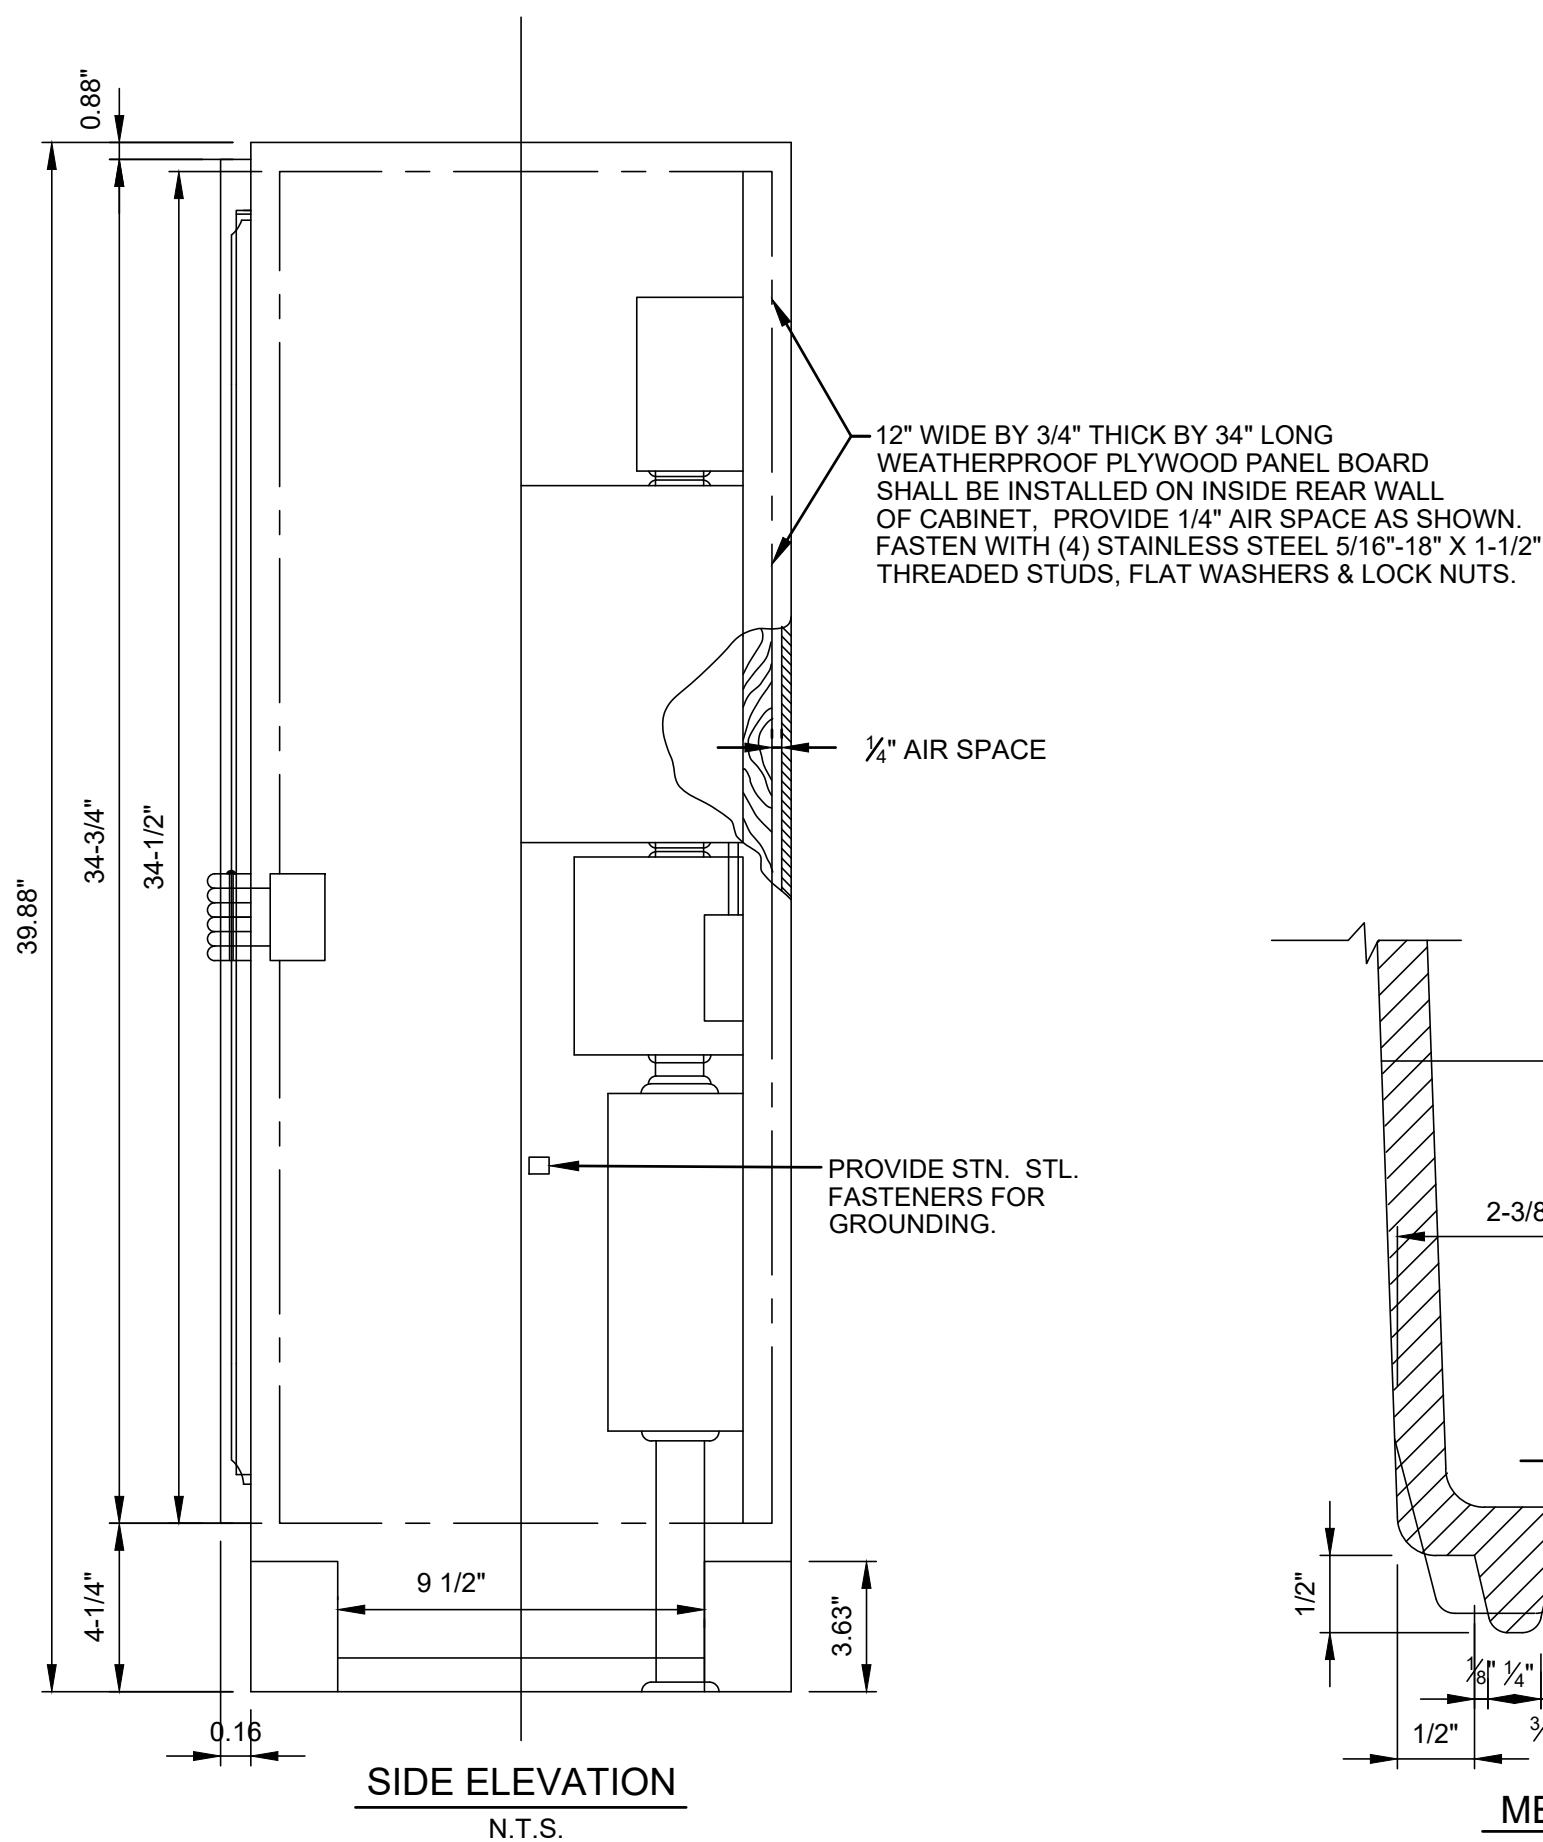 0.88"
12" WIDE BY 3/4" THICK BY 34" LONG
WEATHERPROOF PLYWOOD PANEL BOARD
SHALL BE INSTALLED ON INSIDE REAR WALL
OF CABINET, PROVIDE 1/4" AIR SPACE AS SHOWN.
FASTEN WITH (4) STAINLESS STEEL 5/16"-18" X 1-1/2"
THREADED STUDS, FLAT WASHERS & LOCK NUTS.
1/4" AIR SPACE
39.88"
34-3/4"
34-1/2"
PROVIDE STN. STL.
FASTENERS FOR
GROUNDING.
2-3/8
4-1/4"
9 1/2"
3.63"
1/2"
1/8" 1/4"
0.16
1/2"
SIDE ELEVATION
N.T.S.